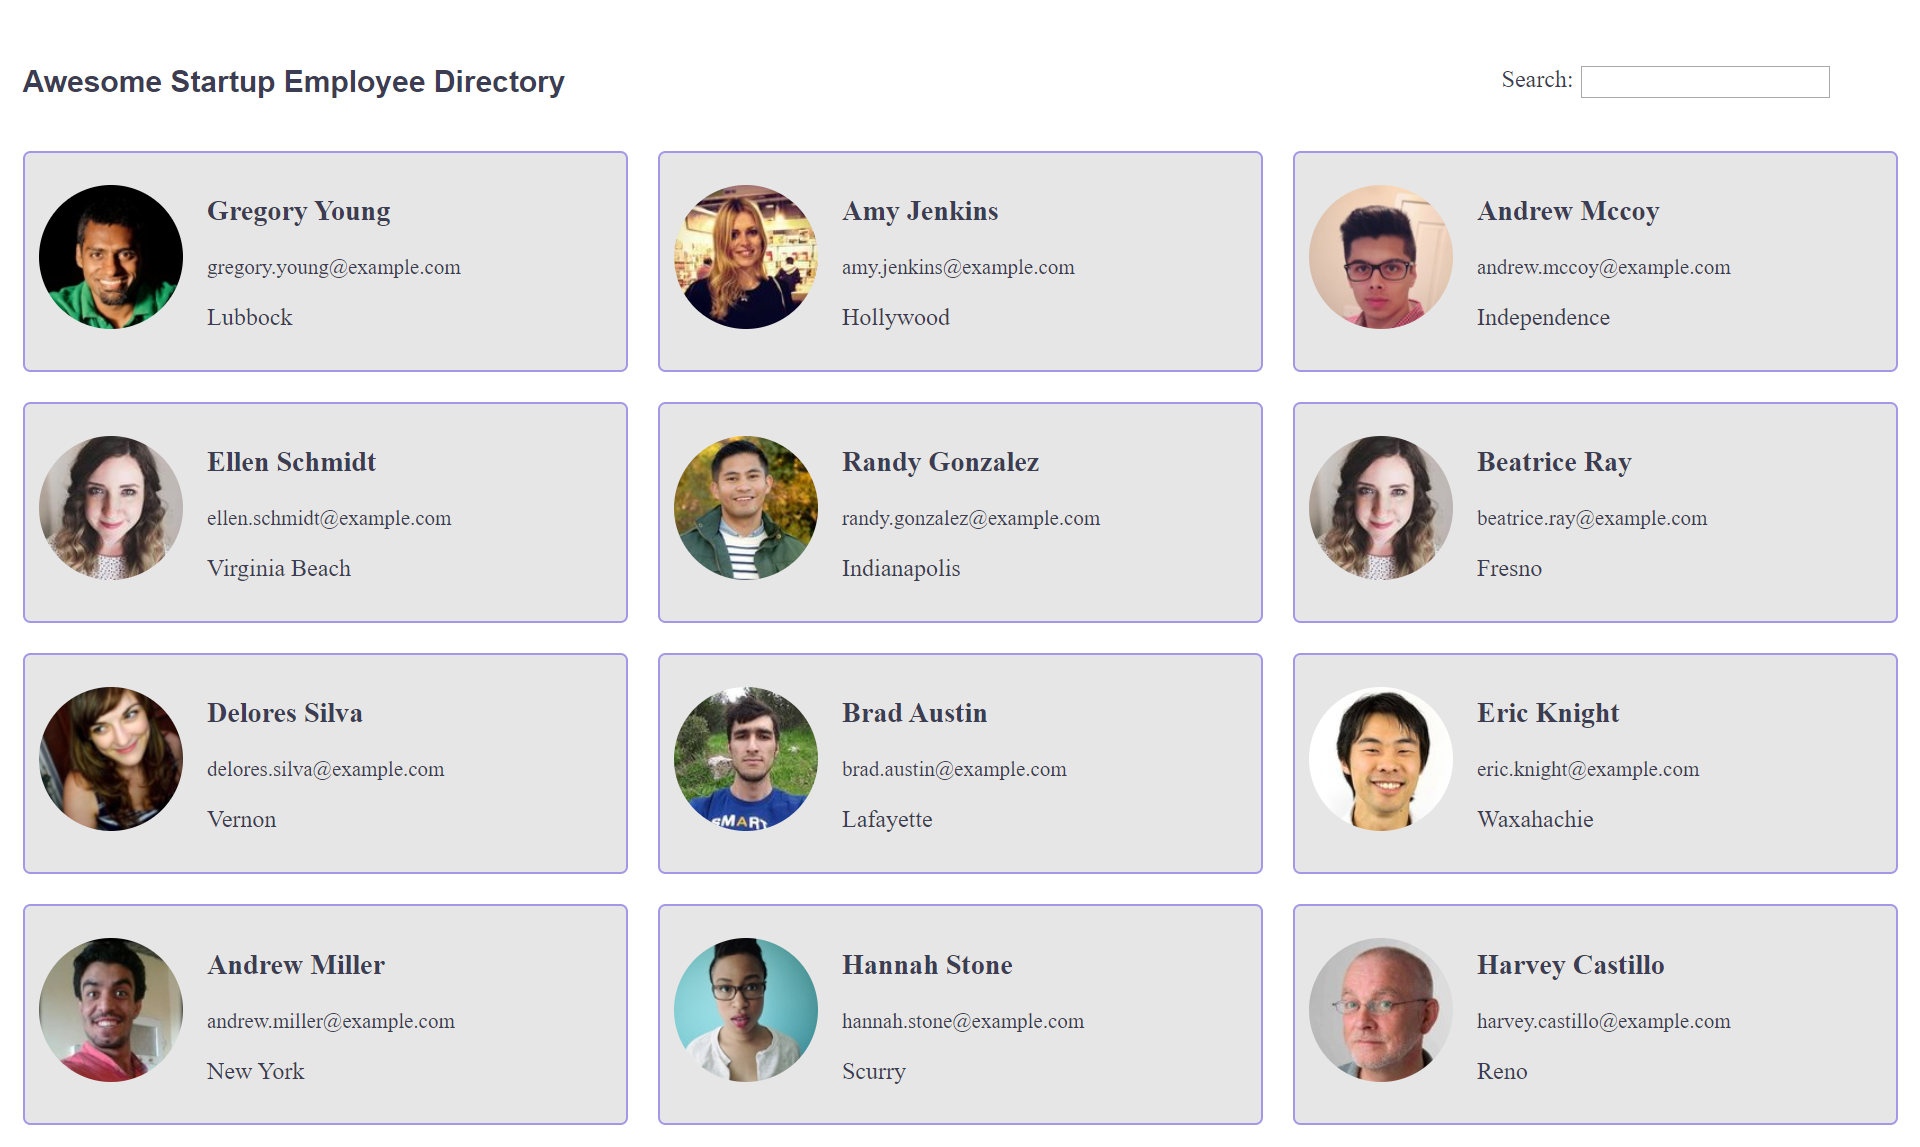 Awesome Startup Employee Directory
Search:
Gregory Young
gregory.young@example.com
Lubbock
Amy Jenkins
amy.jenkins@example.com
Hollywood
Andrew Mccoy
andrew.mccoy@example.com
Independence
Ellen Schmidt
ellen.schmidt@example.com
Virginia Beach
Randy Gonzalez
randy.gonzalez@example.com
Indianapolis
Beatrice Ray
beatrice.ray@example.com
Fresno
Delores Silva
delores.silva@example.com
Vernon
Brad Austin
brad.austin@example.com
Lafayette
SMART
Eric Knight
eric.knight@example.com
Waxahachie
Andrew Miller
andrew.miller@example.com
New York
Hannah Stone
hannah.stone@example.com
Scurry
Harvey Castillo
harvey.castillo@example.com
Reno